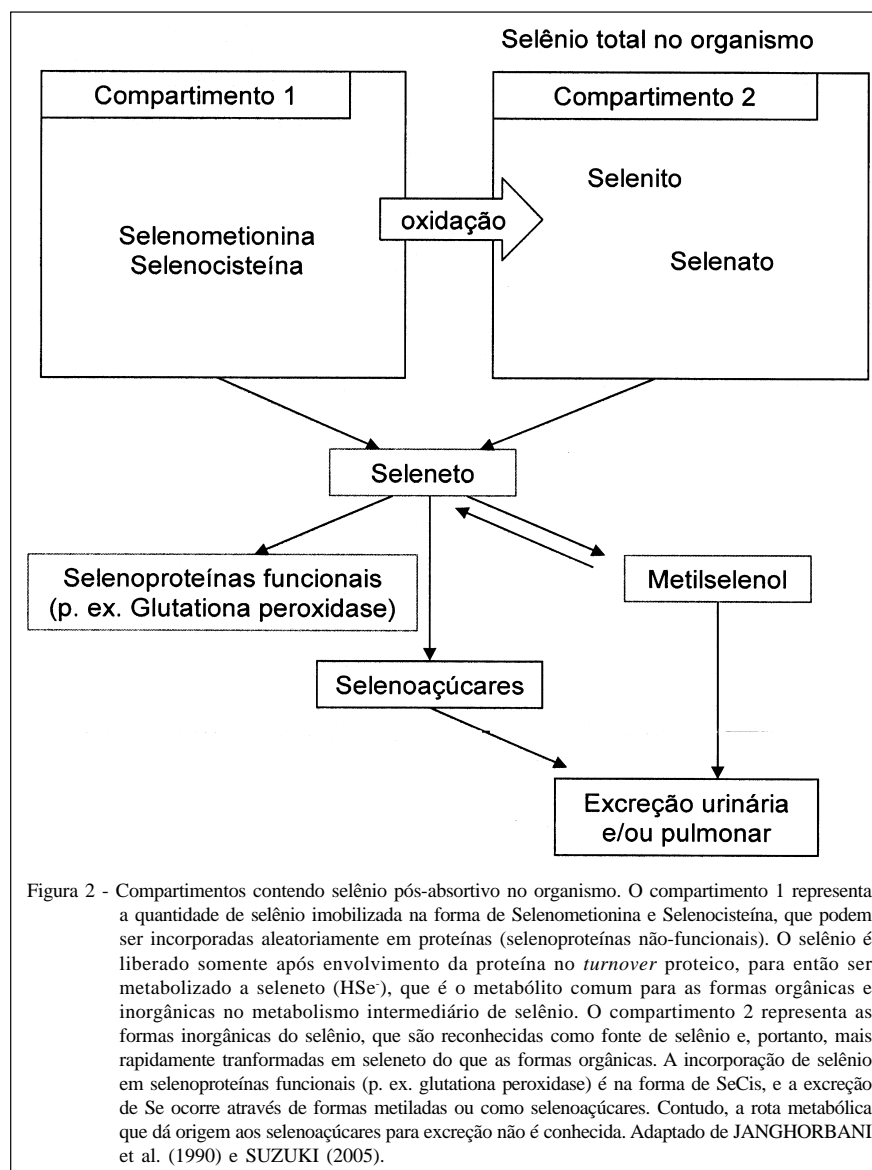 Selênio total no organismo
Compartimento 1
Compartimento 2
Selenito
oxidação
Selenometionina
Selenocisteína
Selenato
Seleneto
Selenoproteínas funcionais
(p. ex. Glutationa peroxidase)
Metilselenol
Selenoaçúcares
Excreção urinária
e/ou pulmonar
Figura 2 - Compartimentos contendo selênio pós-absortivo no organismo. O compartimento 1 representa
a quantidade de selênio imobilizada na forma de Selenometionina e Selenocisteína, que podem
ser incorporadas aleatoriamente em proteínas (selenoproteínas não-funcionais). O selênio é
liberado somente após envolvimento da proteína no turnover proteico, para então ser
metabolizado a seleneto (HSe-), que é o metabólito comum para as formas orgânicas e
inorgânicas no metabolismo intermediário de selênio. O compartimento 2 representa as
formas inorgânicas do selênio, que são reconhecidas como fonte de selênio e, portanto, mais
rapidamente tranformadas em seleneto do que as formas orgânicas. A incorporação de selênio
em selenoproteínas funcionais (p. ex. glutationa peroxidase) é na forma de SeCis, e a excreção
de Se ocorre através de formas metiladas ou como selenoaçúcares. Contudo, a rota metabólica
que dá origem aos selenoaçúcares para excreção não é conhecida. Adaptado de JANGHORBANI
et al. (1990) e SUZUKI (2005).